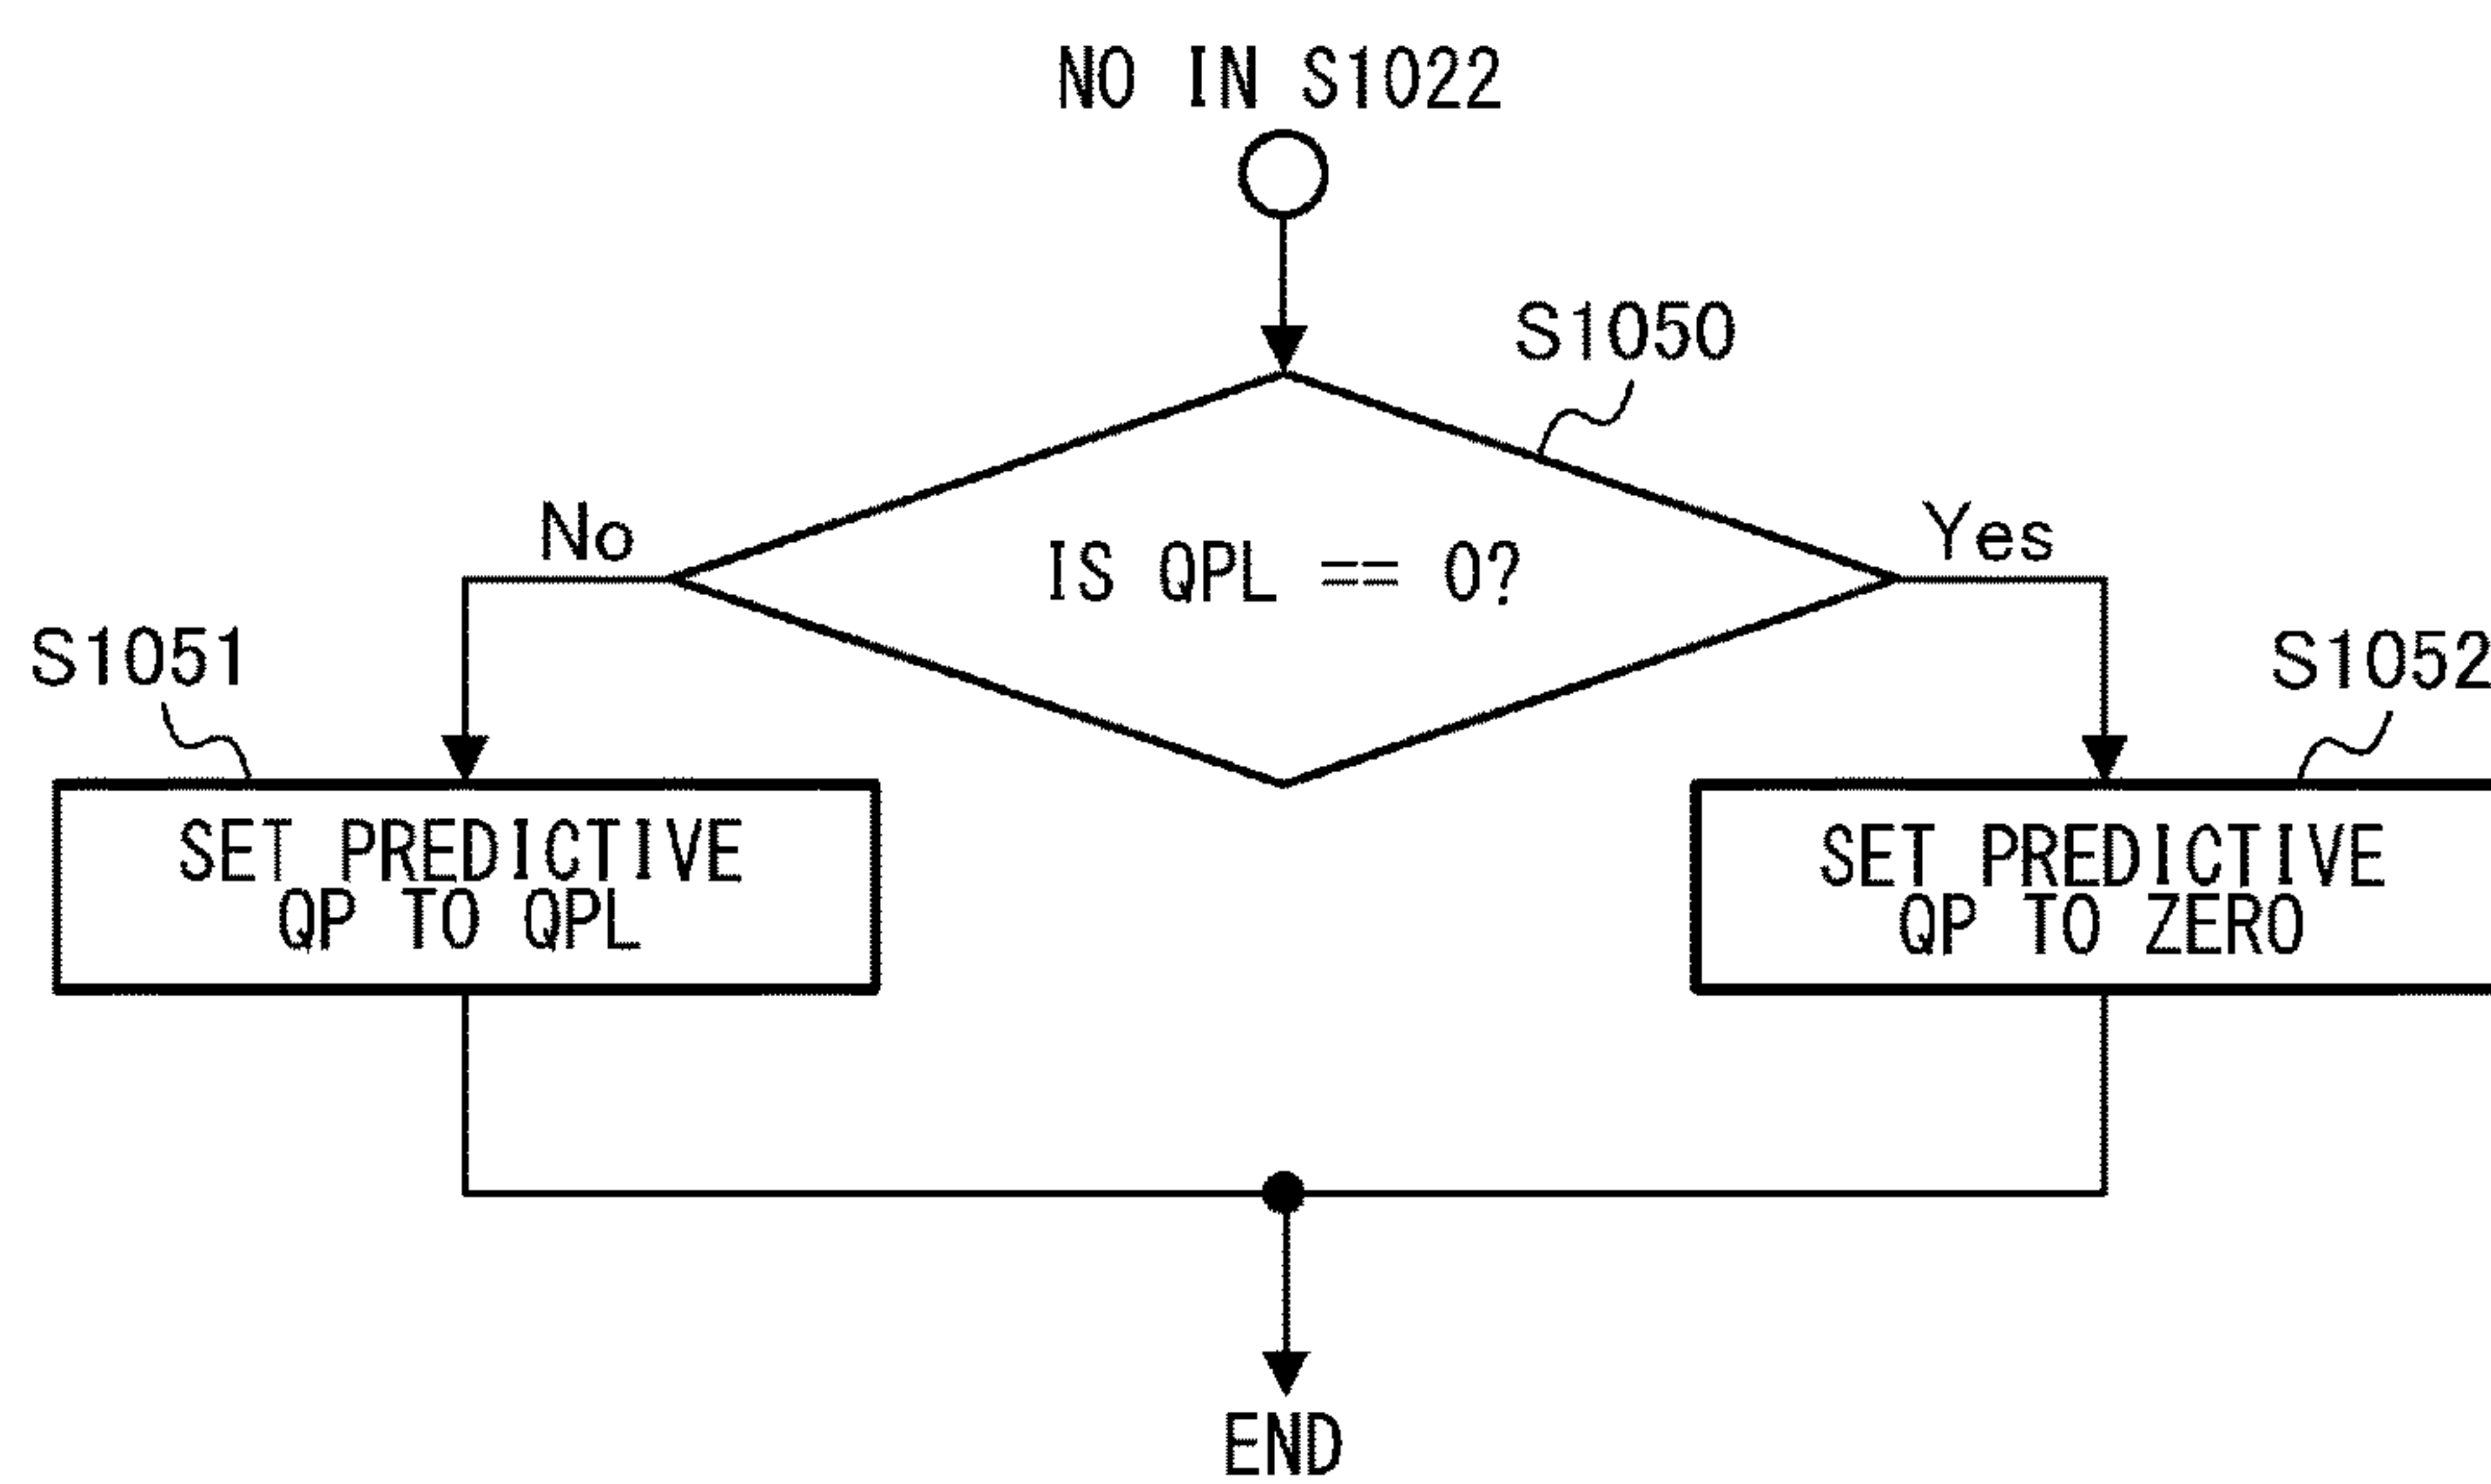 NO IN S1022
S1050
No
Yes
IS QPL == 0?
S1051
S1052
SET PREDICTIVE
QP TO QPL
SET PREDICTIVE
QP TO ZERO
END